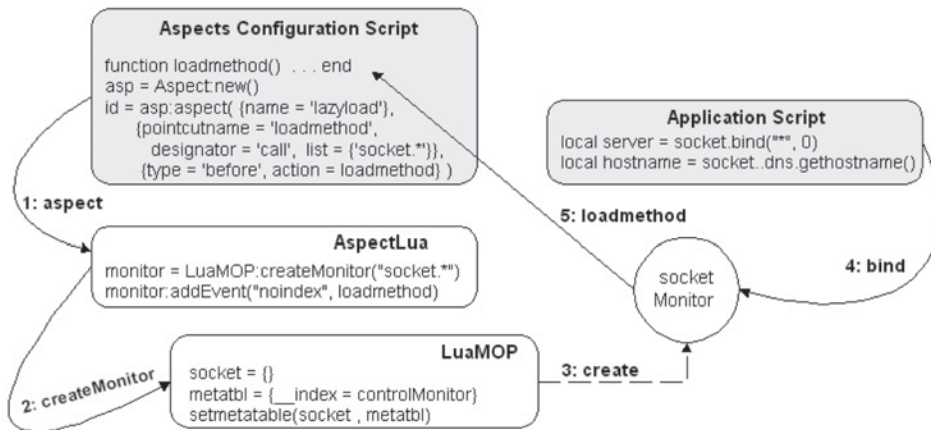 Aspects Configuration Script
function loadmethod() . . . end
asp = Aspect:new()
id = asp:aspect( {name = 'lazyload'},
{pointcutname = 'loadmethod',
designator = 'call', list = {'socket.*'}},
{type = 'before', action = loadmethod} )
Application Script
local server = socket.bind("*", 0)
local hostname = socket..dns.gethostname()
1: aspect
5: loadmethod
AspectLua
monitor = LuaMOP:createMonitor("socket.*")
monitor:addEvent("noindex", loadmethod)
socket
Monitor
4: bind
2: createMonitor
LuaMOP
socket = {}
metatbl = {__index = controlMonitor}
setmetatable(socket , metatbl)
3: create